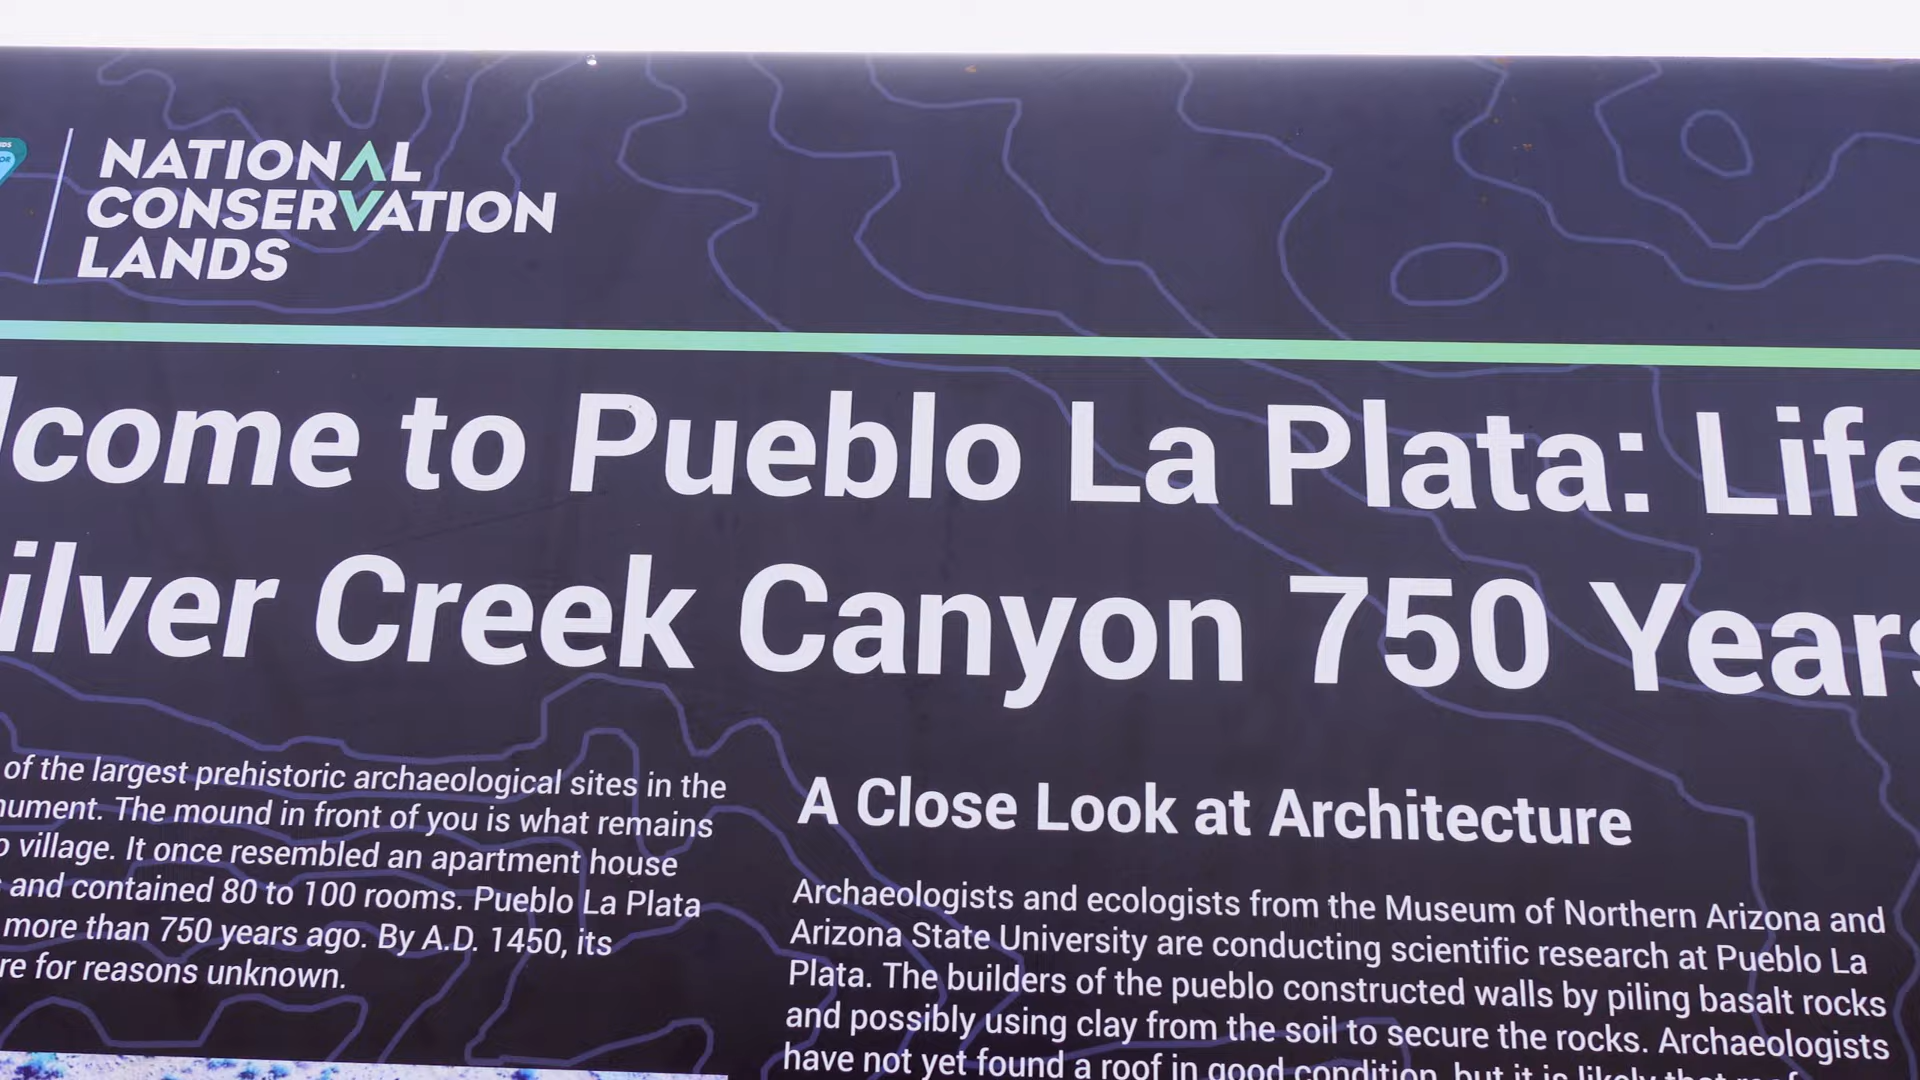 NATIONAL
CONSERVATION
LANDS
lcome to Pueblo La Plata: Life
ilver Creek Canyon 750 Years
of the largest prehistoric archaeological sites in the
nument. The mound in front of you is what remains
o village. It once resembled an apartment house
and contained 80 to 100 rooms. Pueblo La Plata
more than 750 years ago. By A.D. 1450, its
re for reasons unknown.
A Close Look at Architecture
Archaeologists and ecologists from the Museum of Northern Arizona and
Arizona State University are conducting scientific research at Pueblo La
Plata. The builders of the pueblo constructed walls by piling basalt rocks
and possibly using clay from the soil to secure the rocks. Archaeologists
have not yet found a roof in good condition, but it is likely that roof